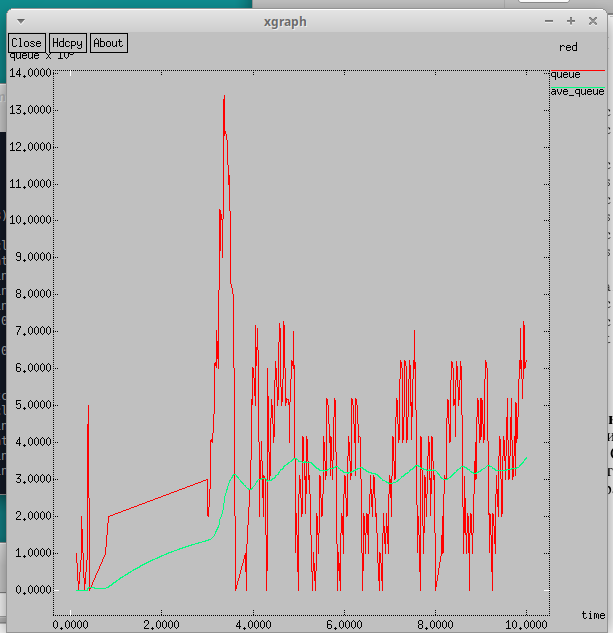 xgraph
Close Hdcpy About
red
queue x 10³
queue
ave_queue
14.0000
13.0000
12.0000
11.0000
10.0000
9.0000
8.0000
7.0000
6.0000
5.0000
4.0000
3.0000
2.0000
1.0000
0.0000
time
0.0000 2.0000 4.0000 6.0000 8.0000 10.0000